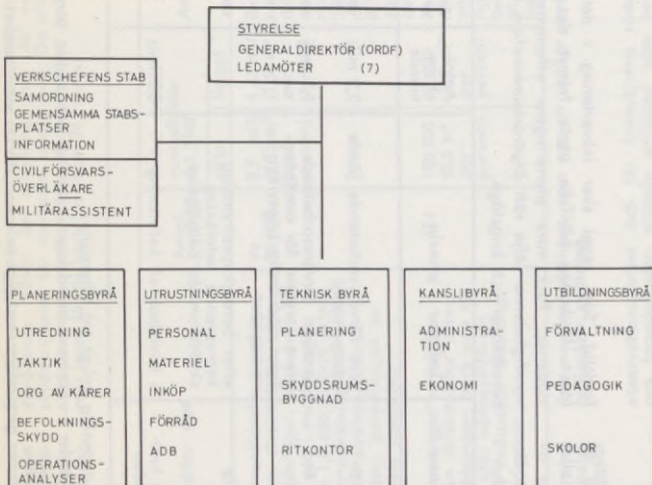 STYRELSE
GENERALDIREKTÖR (ORDF)
LEDAMÖTER (7)
VERKSCHEFENS STAB
SAMORDNING
GEMENSAMMA STABS-
PLATSER
INFORMATION
CIVILFÖRSVARS-
ÖVERLÄKARE
MILITÄRASSISTENT
PLANERINGSBYRÅ
UTREDNING
TAKTIK
ORG AV KÅRER
BEFOLKNINGS-
SKYDD
OPERATIONS-
ANALYSER
UTRUSTNINGSBYRÅ
PERSONAL
MATERIEL
INKÖP
FÖRRÅD
ADB
TEKNISK BYRÅ
PLANERING
SKYDDSRUMS-
BYGGNAD
RITKONTOR
KANSLIBYRÅ
ADMINISTRA-
TION
EKONOMI
UTBILDNINGSBYRÅ
FÖRVALTNING
PEDAGOGIK
SKOLOR